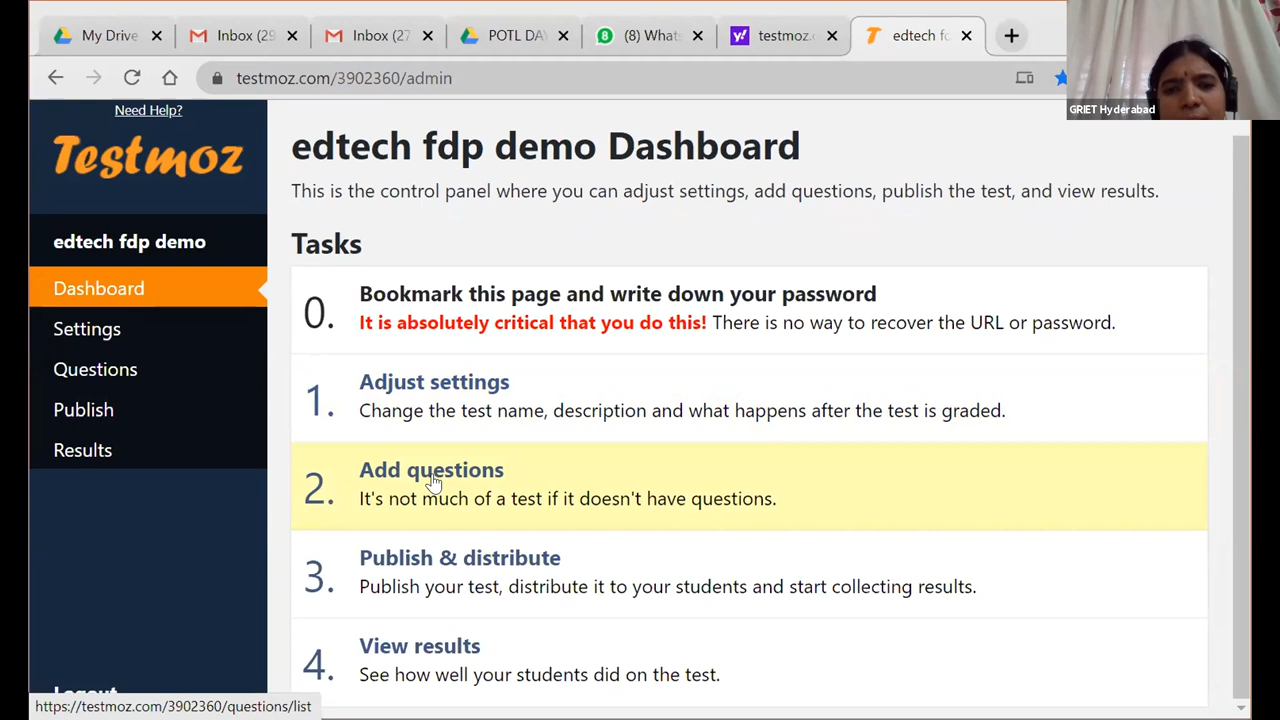 My Drive
Inbox (29
Inbox (27
POTL DAY
(8) Whats
testmoz.c
edtech fd
testmoz.com/3902360/admin
GRIET Hyderabad
Need Help?
Testmoz
edtech fdp demo
Dashboard
Settings
Questions
Publish
Results
Logout
edtech fdp demo Dashboard
This is the control panel where you can adjust settings, add questions, publish the test, and view results.
Tasks
0.
Bookmark this page and write down your password
It is absolutely critical that you do this! There is no way to recover the URL or password.
1.
Adjust settings
Change the test name, description and what happens after the test is graded.
2.
Add questions
It's not much of a test if it doesn't have questions.
3.
Publish & distribute
Publish your test, distribute it to your students and start collecting results.
4.
View results
See how well your students did on the test.
https://testmoz.com/3902360/questions/list